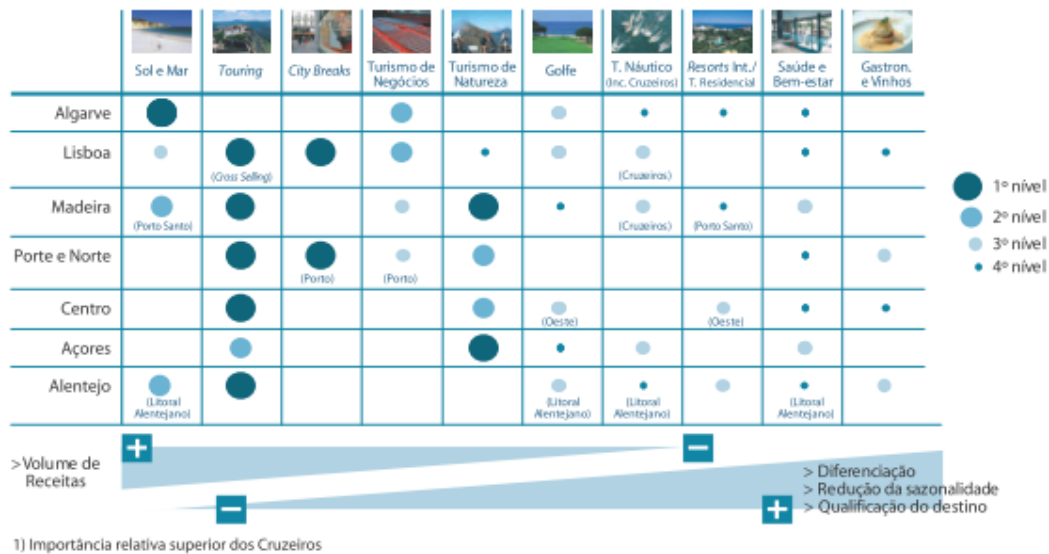 Sol e Mar
Touring
City Breaks
Turismo de
Negócios
Turismo de
Natureza
Golfe
T. Náutico
(Inc. Cruzeiros)
Resorts Int./
T. Residencial
Saúde e
Bem-estar
Gastron.
e Vinhos
Algarve
Lisboa
(Cross Selling)
(Cruzeiros)
Madeira
(Porto Santo)
(Cruzeiros)
(Porto Santo)
Porte e Norte
(Porto)
(Porto)
Centro
(Oeste)
(Oeste)
Açores
Alentejo
(Litoral
Alentejano)
(Litoral
Alentejano)
(Litoral
Alentejano)
(Litoral
Alentejano)
1º nível
2º nível
3º nível
4º nível
+
−
> Volume de
Receitas
−
+
> Diferenciação
> Redução da sazonalidade
> Qualificação do destino
1) Importância relativa superior dos Cruzeiros